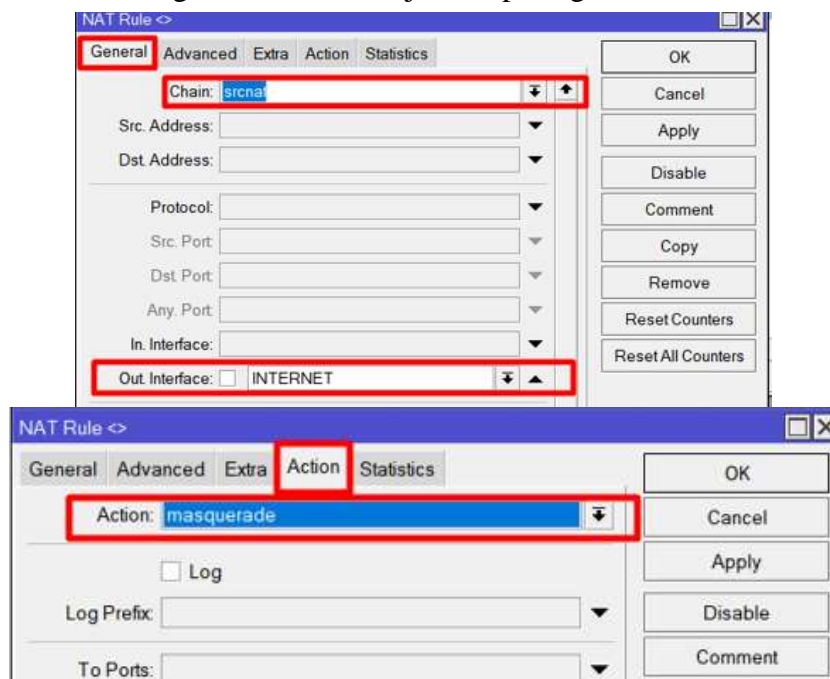 NAT Rule <>
General Advanced Extra Action Statistics
OK
Chain: srcnat
Cancel
Src. Address:
Apply
Dst. Address:
Disable
Protocol:
Comment
Src. Port:
Copy
Dst. Port:
Remove
Any. Port:
Reset Counters
In. Interface:
Reset All Counters
Out. Interface: INTERNET
NAT Rule <>
General Advanced Extra Action Statistics
OK
Action: masquerade
Cancel
Log
Apply
Log Prefix:
Disable
To Ports:
Comment